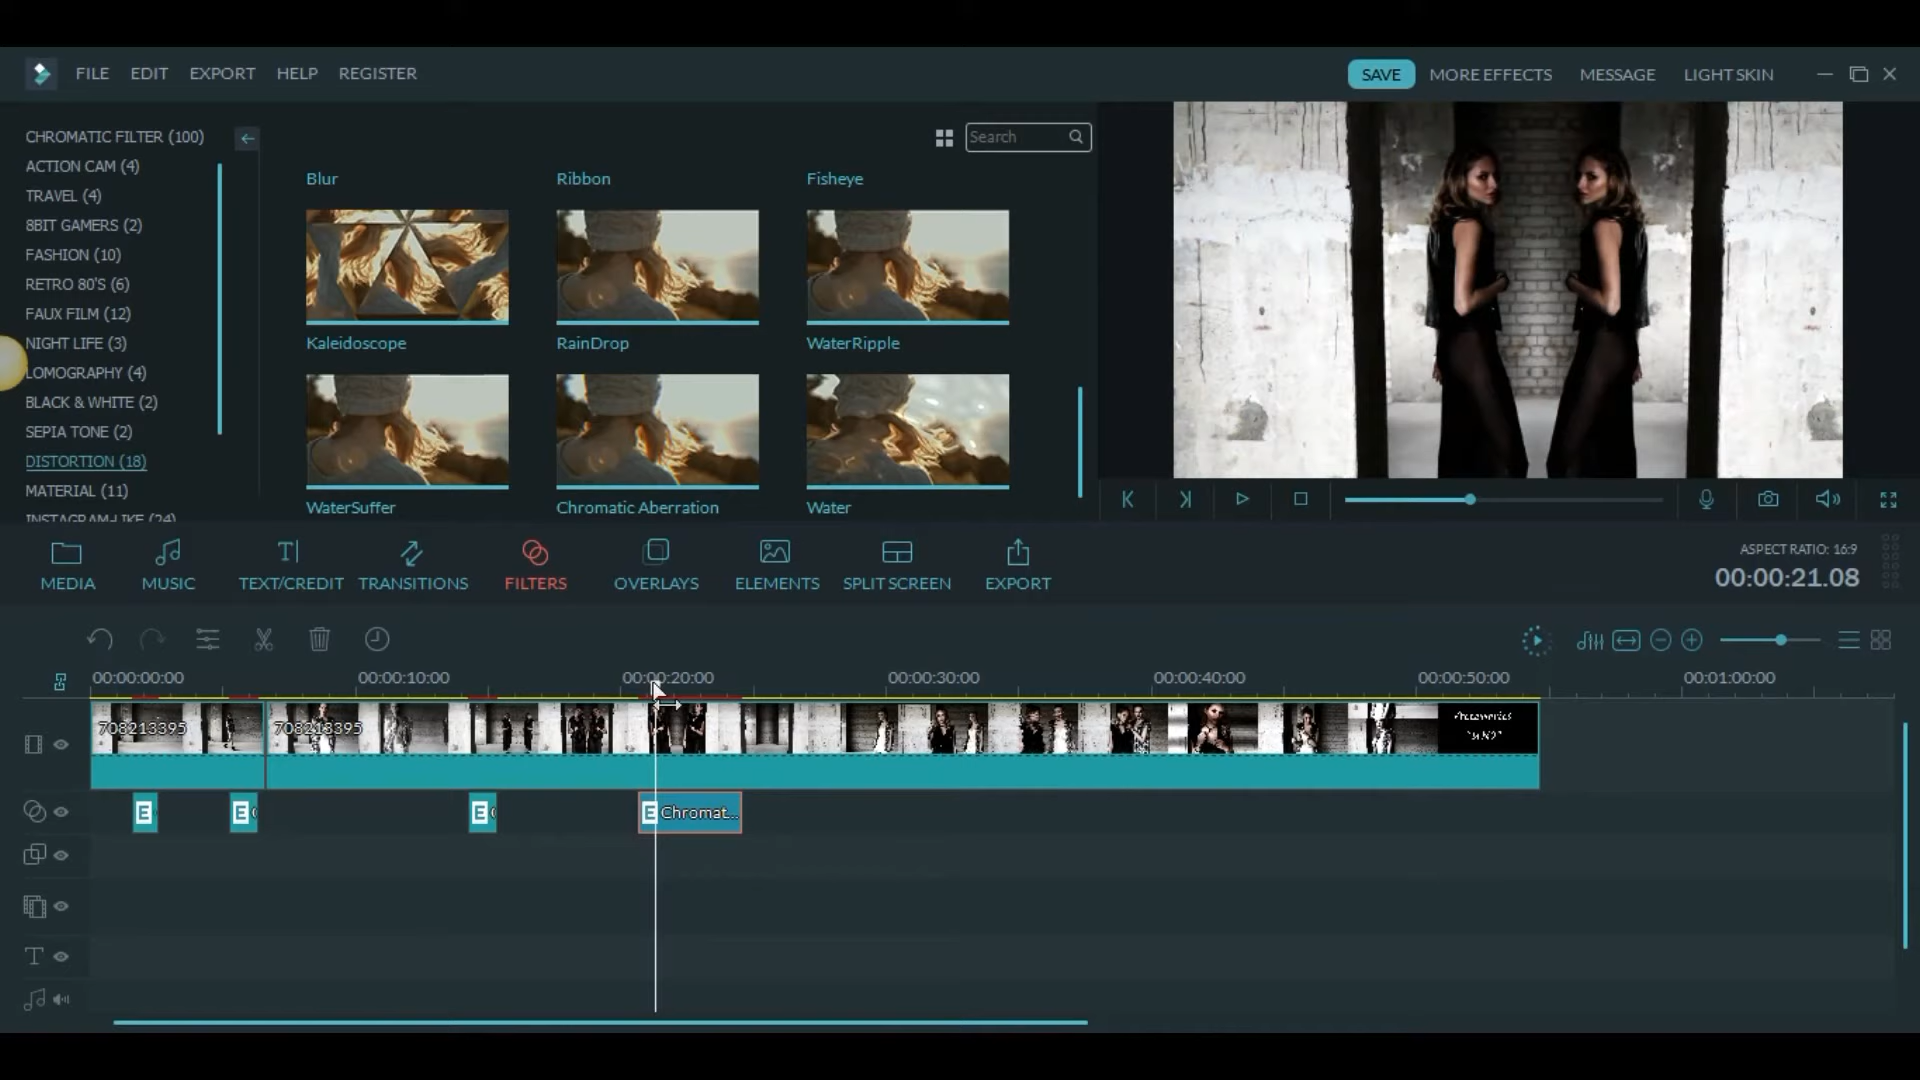 FILE EDIT EXPORT HELP REGISTER SAVE MORE EFFECTS MESSAGE LIGHT SKIN
CHROMATIC FILTER (100)
ACTION CAM (4)
TRAVEL (4)
8BIT GAMERS (2)
FASHION (10)
RETRO 80'S (6)
FAUX FILM (12)
NIGHT LIFE (3)
LOMOGRAPHY (4)
BLACK & WHITE (2)
SEPIA TONE (2)
DISTORTION (18)
MATERIAL (11)
INSTAGRAM-LIKE (24)
Search
Blur Ribbon Fisheye
Kaleidoscope RainDrop WaterRipple
WaterSuffer Chromatic Aberration Water
MEDIA MUSIC TEXT/CREDIT TRANSITIONS FILTERS OVERLAYS ELEMENTS SPLIT SCREEN EXPORT
ASPECT RATIO: 16:9
00:00:21.08
00:00:00:00 00:00:10:00 00:00:20:00 00:00:30:00 00:00:40:00 00:00:50:00 00:01:00:00
708213395 708213395
Accessories
E E E E Chromat...